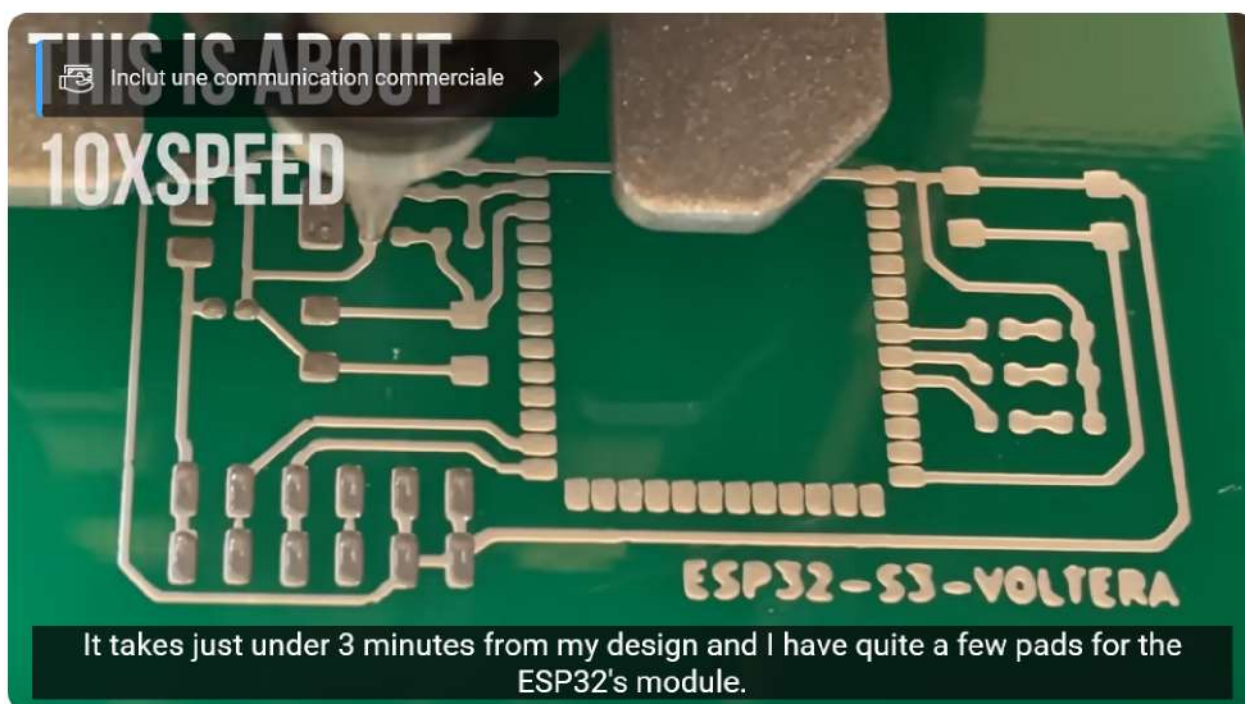 THIS IS ABOUT
Inclut une communication commerciale
10XSPEED
ESP32-S3-VOLTERA
It takes just under 3 minutes from my design and I have quite a few pads for the
ESP32's module.